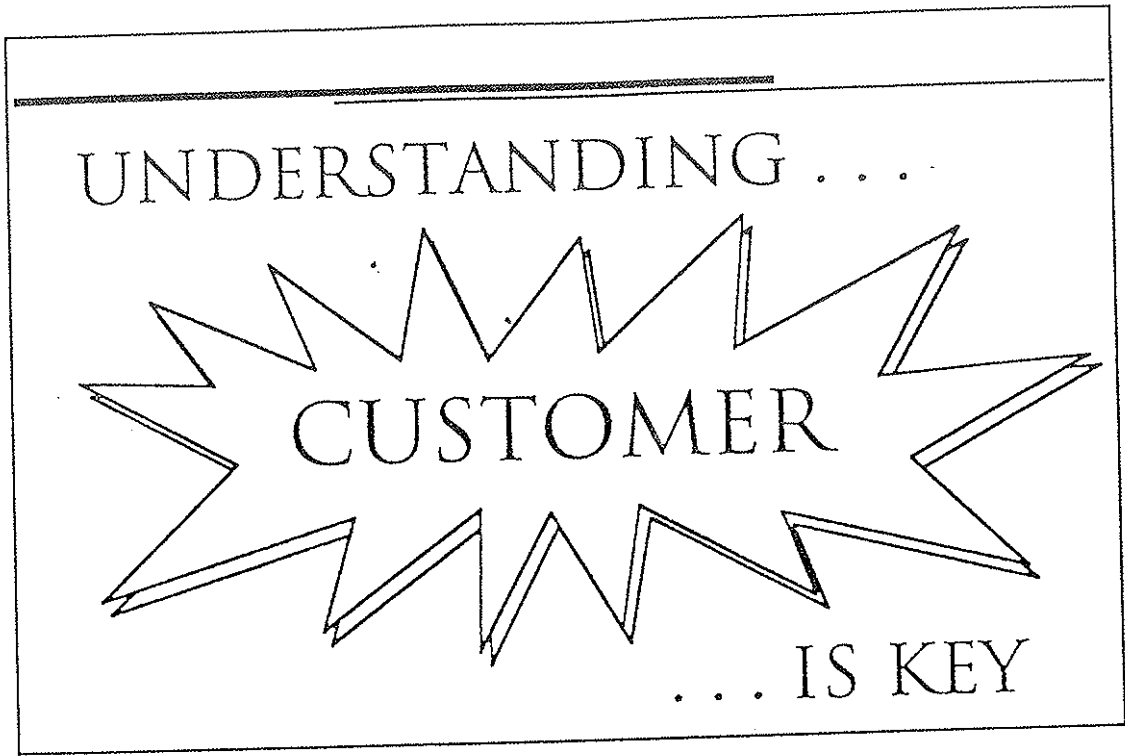 UNDERSTANDING . . .
CUSTOMER
. . . IS KEY